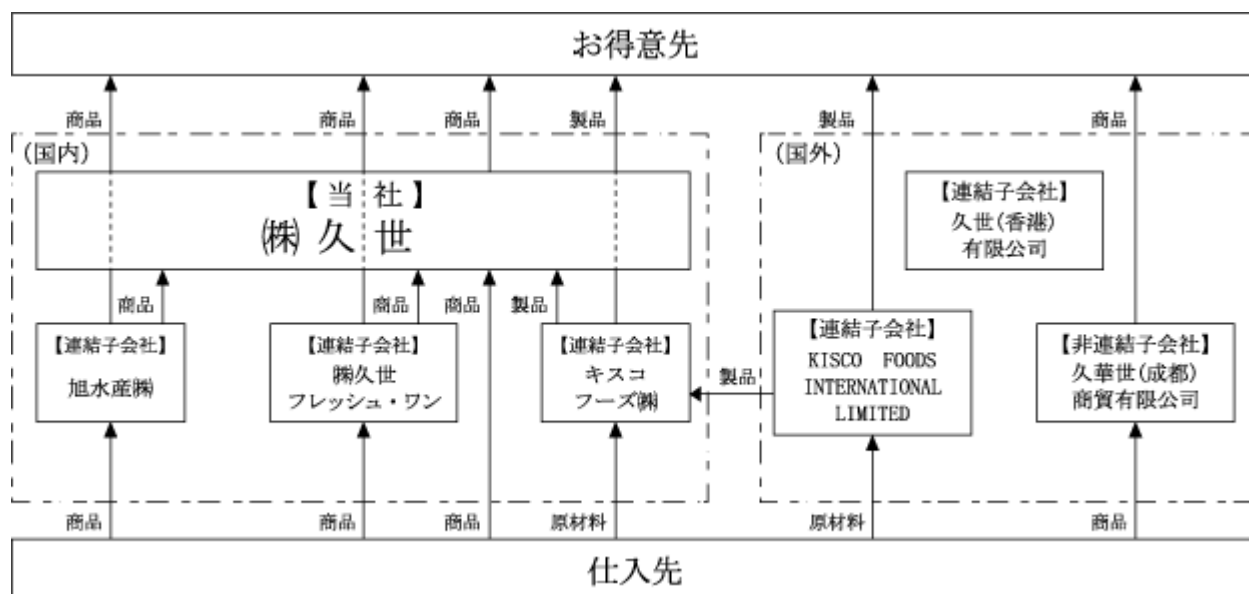 お得意先
商品
商品
商品
製品
製品
商品
(国内)
【当社】
㈱久世
商品
商品
商品
製品
【連結子会社】
旭水産㈱
【連結子会社】
㈱久世
フレッシュ・ワン
【連結子会社】
キスコ
フーズ㈱
(国外)
【連結子会社】
久世(香港)
有限公司
製品
【連結子会社】
KISCO FOODS
INTERNATIONAL
LIMITED
【非連結子会社】
久華世(成都)
商貿有限公司
商品
商品
商品
原材料
原材料
商品
仕入先